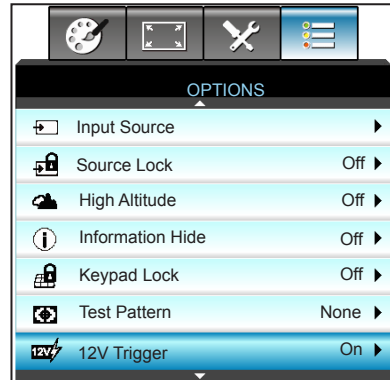 OPTIONS
Input Source
Source Lock Off
High Altitude Off
Information Hide Off
Keypad Lock Off
Test Pattern None
12V 12V Trigger On